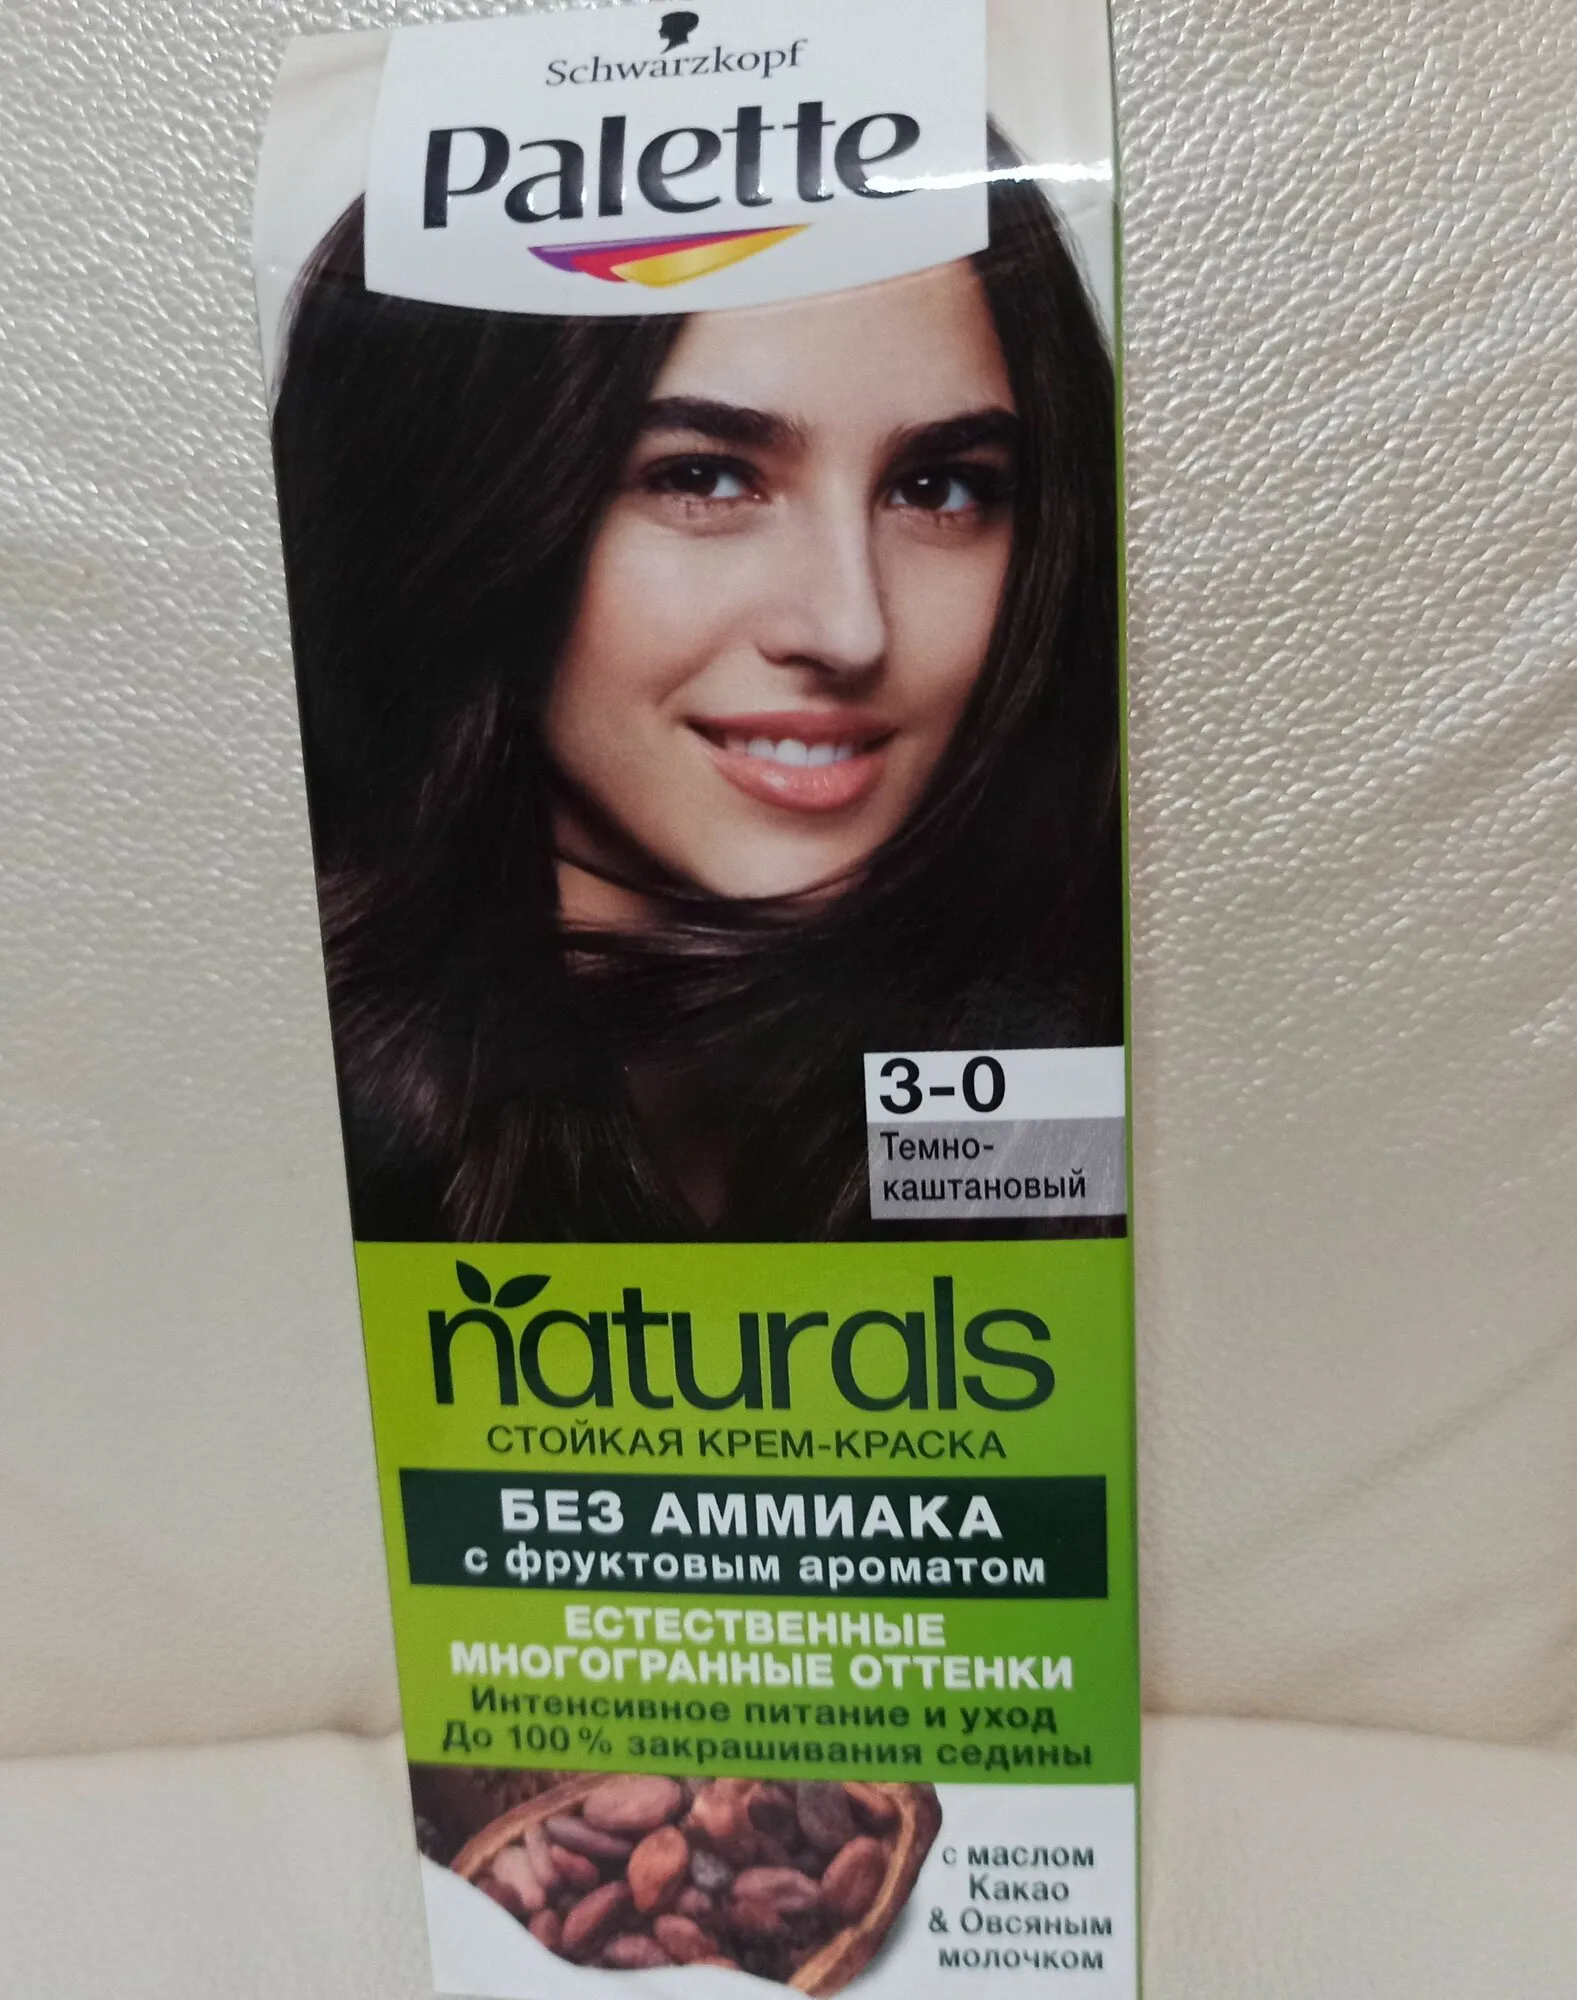 Schwarzkopf
Palette
3-0
Темно-
каштановый
naturals
СТОЙКАЯ КРЕМ-КРАСКА
БЕЗ АММИАКА
с фруктовым ароматом
ЕСТЕСТВЕННЫЕ
МНОГОГРАННЫЕ ОТТЕНКИ
Интенсивное питание и уход
До 100 % закрашивания седины
с маслом
Какао
& Овсяным
молочком